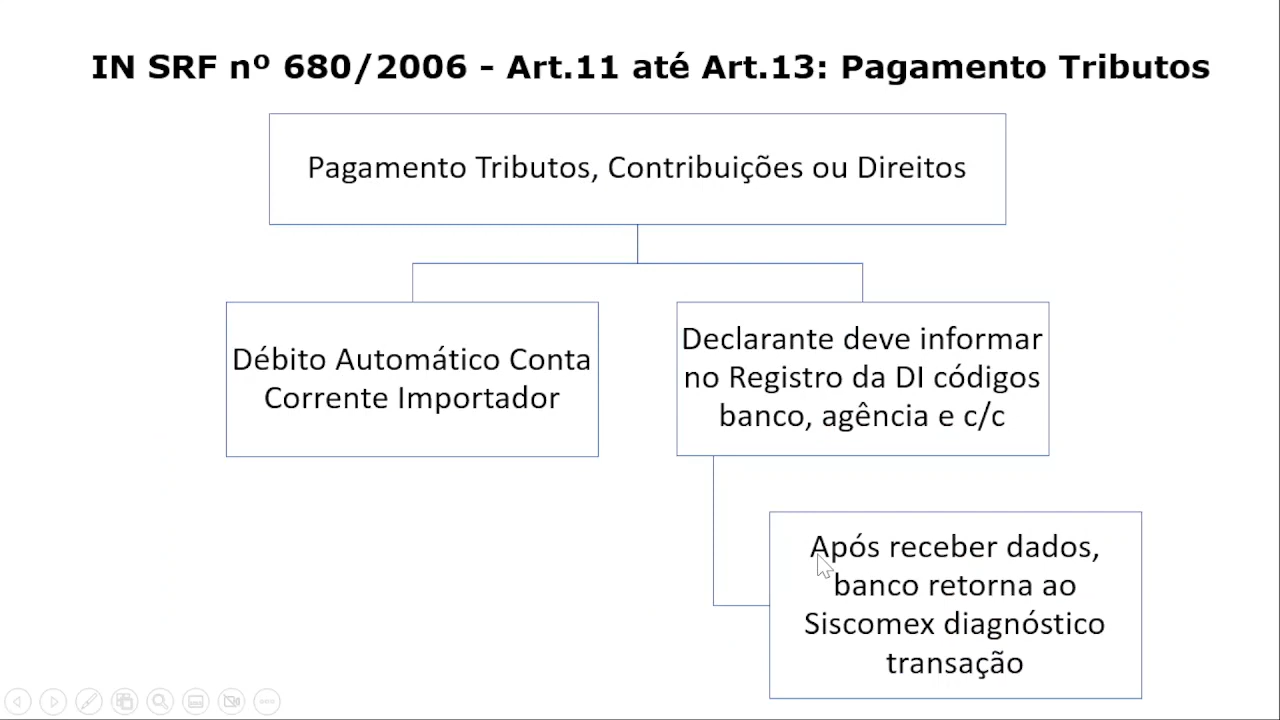 IN SRF nº 680/2006 - Art.11 até Art.13: Pagamento Tributos
Pagamento Tributos, Contribuições ou Direitos
Débito Automático Conta
Corrente Importador
Declarante deve informar
no Registro da DI códigos
banco, agência e c/c
Após receber dados,
banco retorna ao
Siscomex diagnóstico
transação